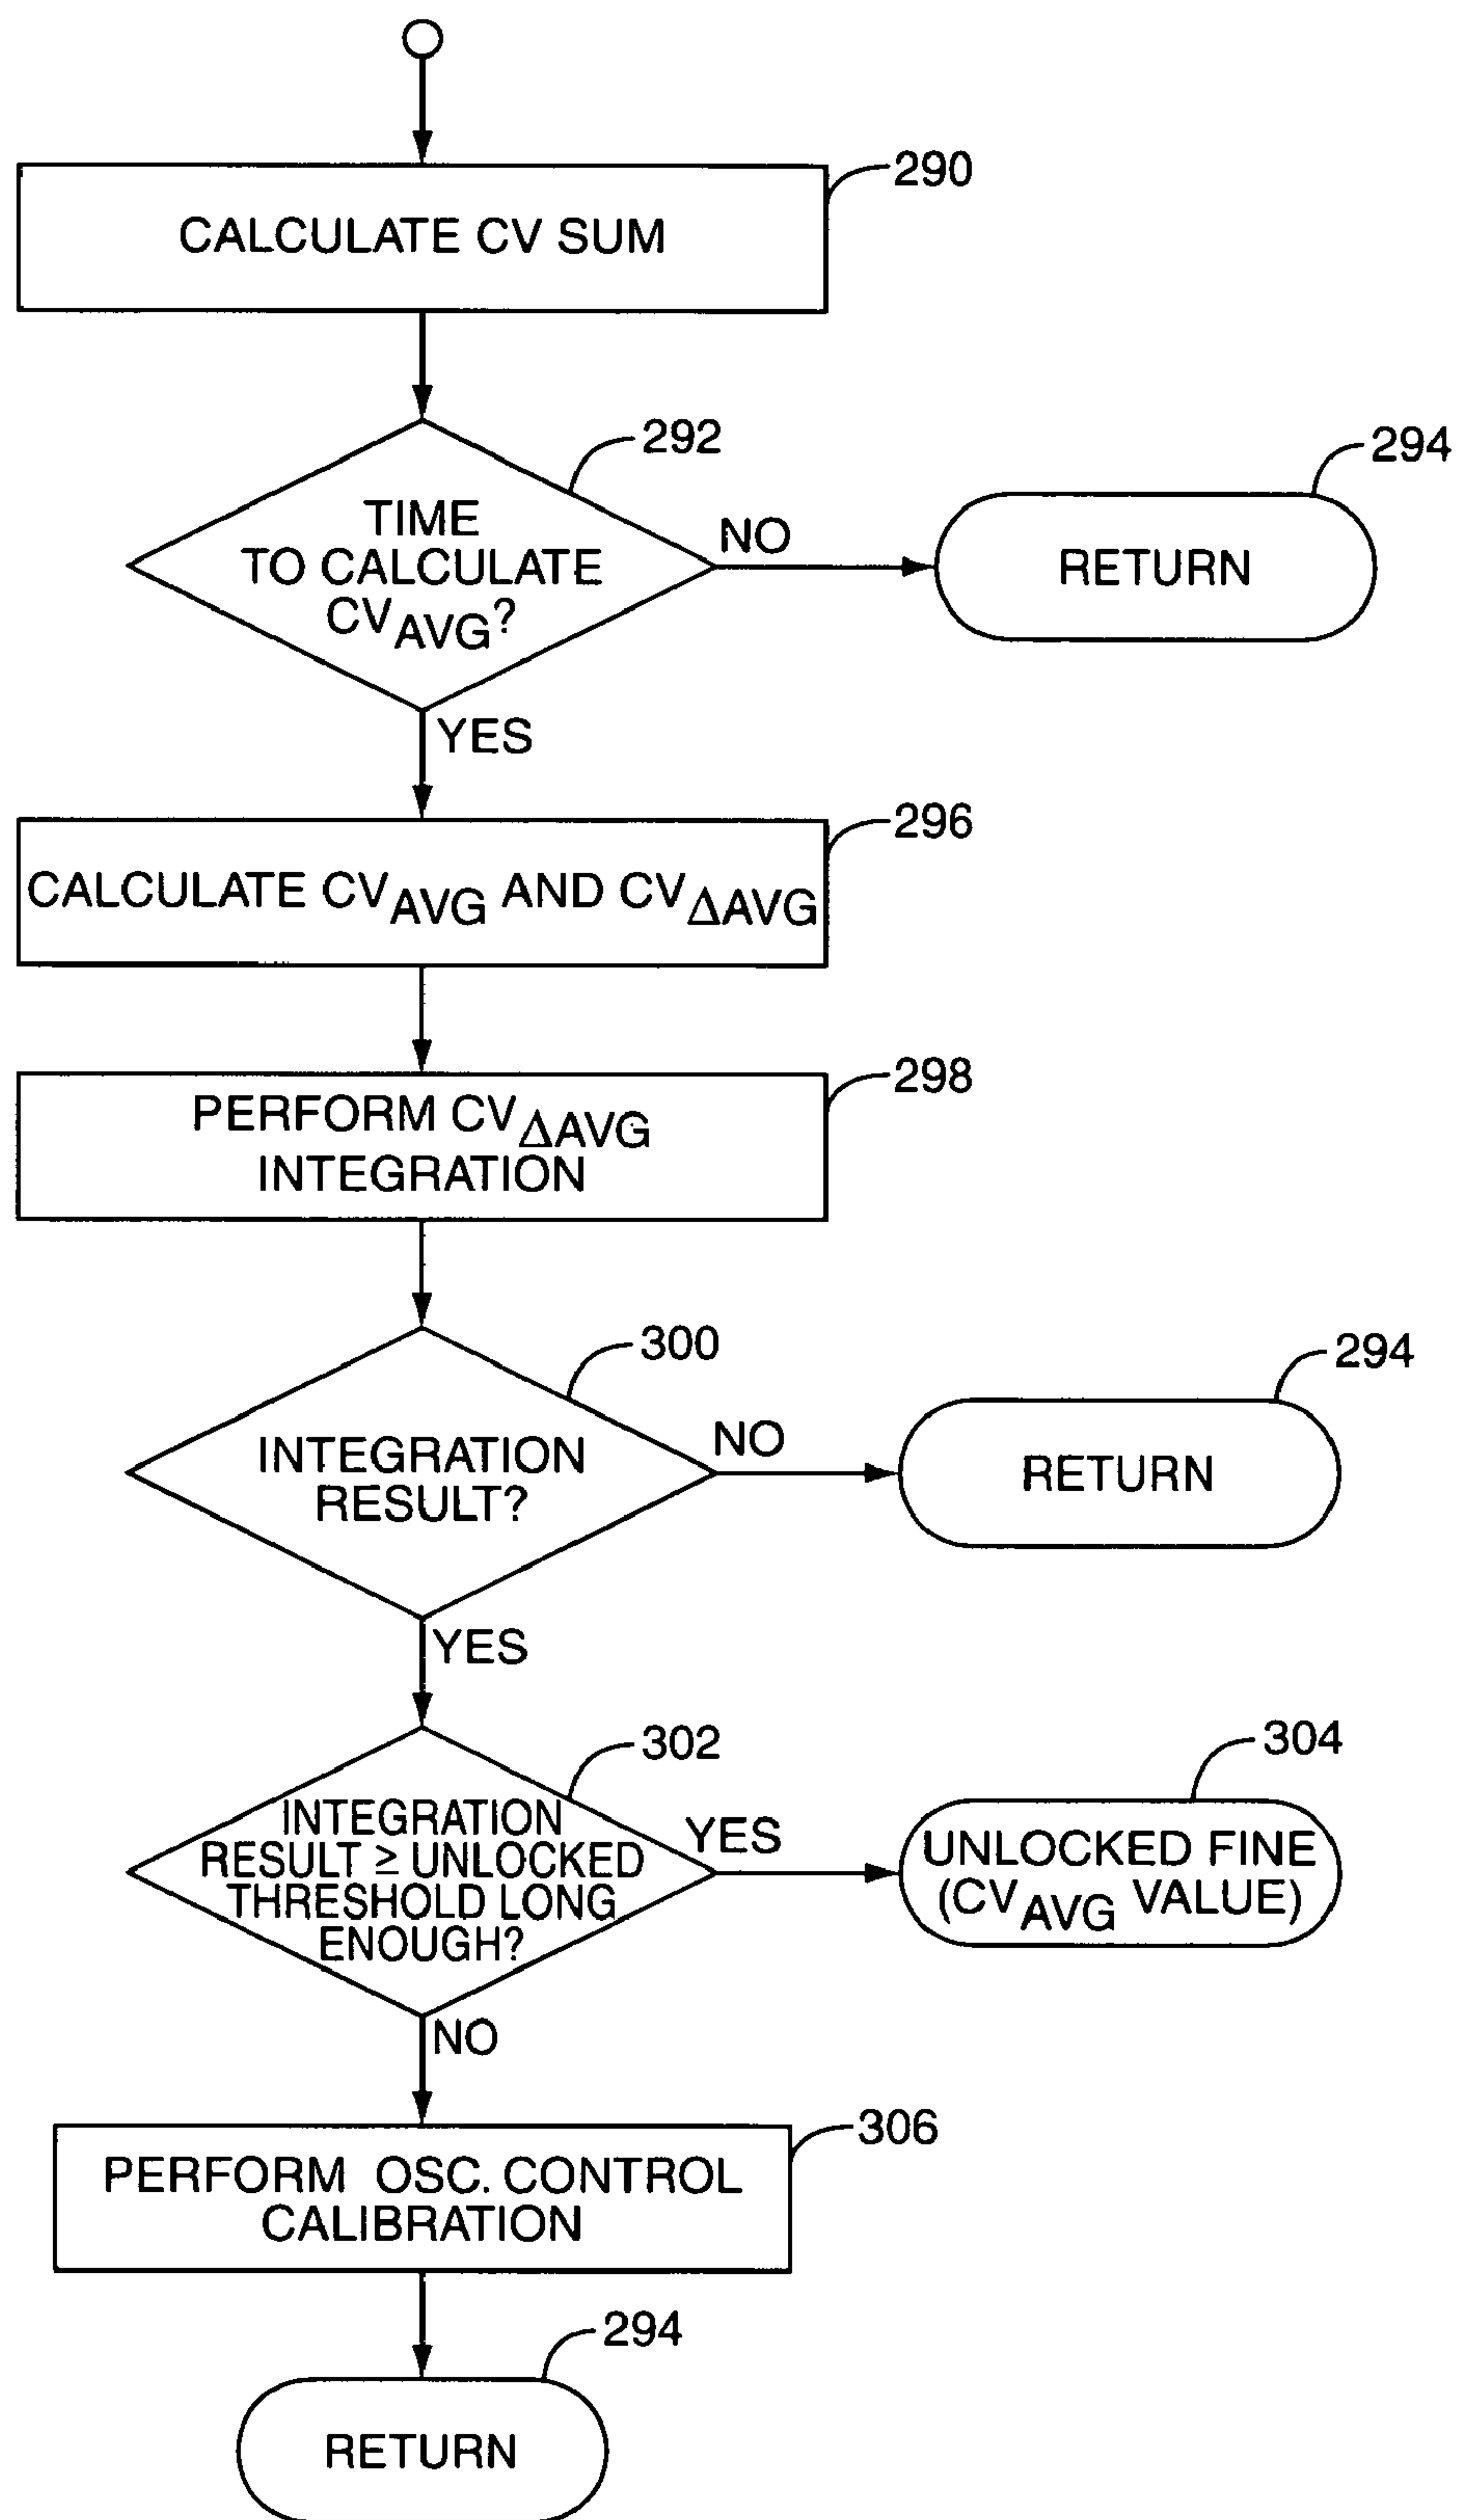 290
CALCULATE CV SUM
292
294
TIME
TO CALCULATE
CVAVG?
NO
RETURN
YES
296
CALCULATE CVAVG AND CVΔAVG
298
PERFORM CVΔAVG
INTEGRATION
300
294
INTEGRATION
RESULT?
NO
RETURN
YES
302
304
INTEGRATION
RESULT ≥ UNLOCKED
THRESHOLD LONG
ENOUGH?
YES
UNLOCKED FINE
(CVAVG VALUE)
NO
306
PERFORM OSC. CONTROL
CALIBRATION
294
RETURN